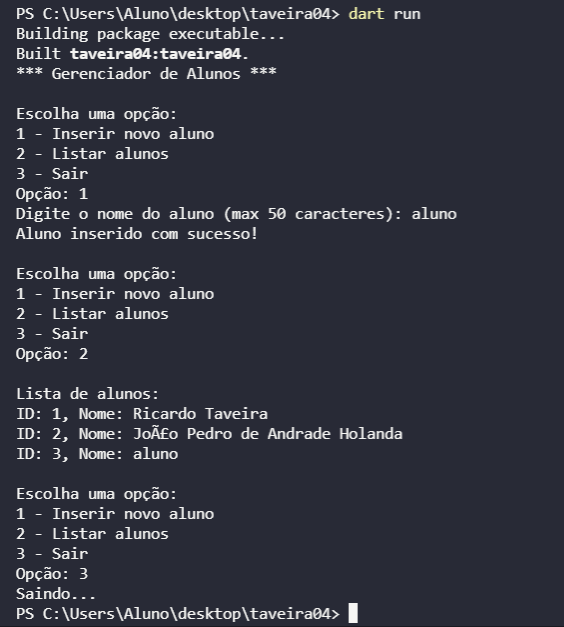 PS C:\Users\Aluno\desktop\taveira04> dart run
Building package executable...
Built taveira04:taveira04.
*** Gerenciador de Alunos ***
Escolha uma opção:
1 - Inserir novo aluno
2 - Listar alunos
3 - Sair
Opção: 1
Digite o nome do aluno (max 50 caracteres): aluno
Aluno inserido com sucesso!
Escolha uma opção:
1 - Inserir novo aluno
2 - Listar alunos
3 - Sair
Opção: 2
Lista de alunos:
ID: 1, Nome: Ricardo Taveira
ID: 2, Nome: JoÃ£o Pedro de Andrade Holanda
ID: 3, Nome: aluno
Escolha uma opção:
1 - Inserir novo aluno
2 - Listar alunos
3 - Sair
Opção: 3
Saindo...
PS C:\Users\Aluno\desktop\taveira04>